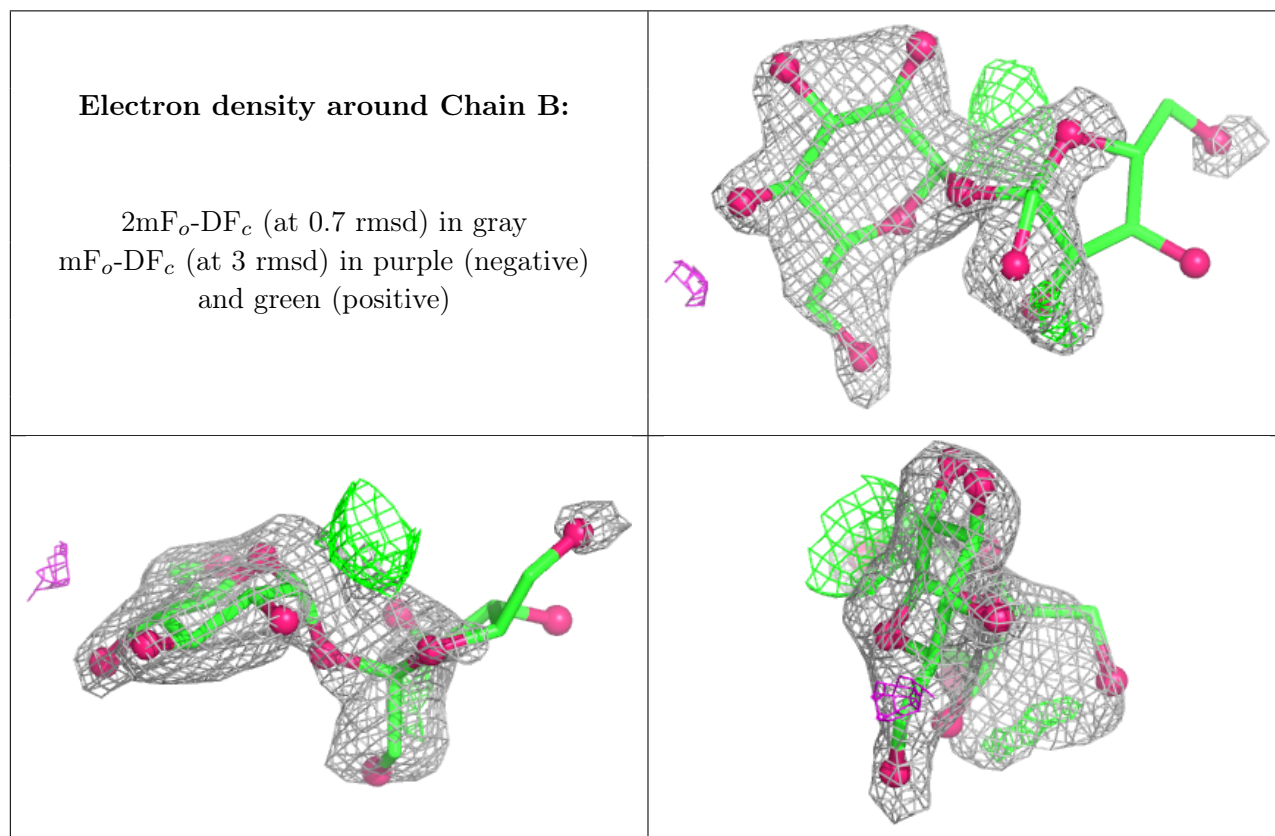 Electron density around Chain B:
2mFo-DFc (at 0.7 rmsd) in gray
mFo-DFc (at 3 rmsd) in purple (negative)
and green (positive)